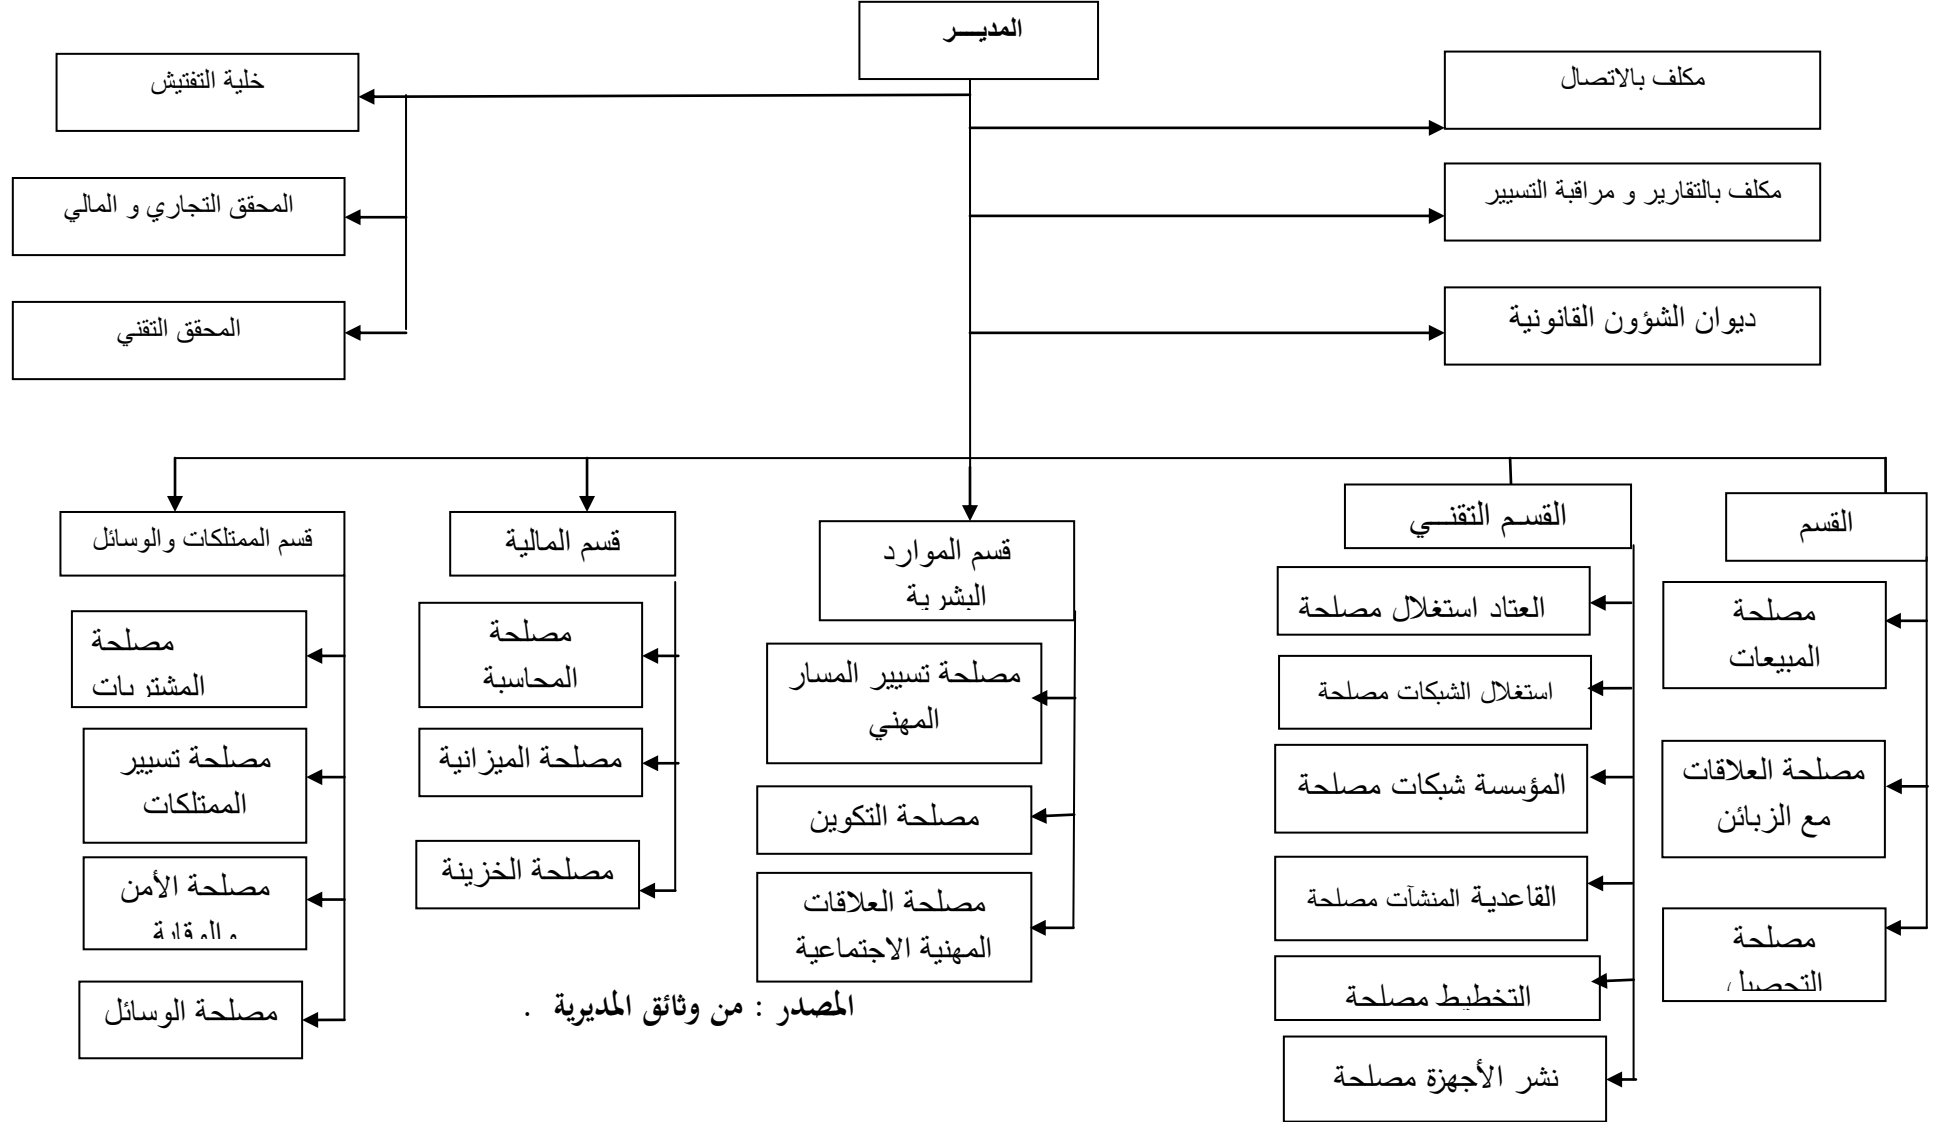 المديـــر
مكلف بالاتصال
خلية التفتيش
مكلف بالتقارير و مراقبة التسيير
المحقق التجاري و المالي
ديوان الشؤون القانونية
المحقق التقني
القسم
مصلحة
المبيعات
مصلحة العلاقات
مع الزبائن
مصلحة
التحصيل
القسم التقنـــي
العتاد استغلال مصلحة
استغلال الشبكات مصلحة
المؤسسة شبكات مصلحة
القاعدية المنشآت مصلحة
التخطيط مصلحة
نشر الأجهزة مصلحة
قسم الموارد
البشرية
مصلحة تسيير المسار
المهني
مصلحة التكوين
مصلحة العلاقات
المهنية الاجتماعية
قسم المالية
مصلحة
المحاسبة
مصلحة الميزانية
مصلحة الخزينة
قسم الممتلكات والوسائل
مصلحة
المشتريات
مصلحة تسيير
الممتلكات
مصلحة الأمن
والوقاية
مصلحة الوسائل
المصدر : من وثائق المديرية .